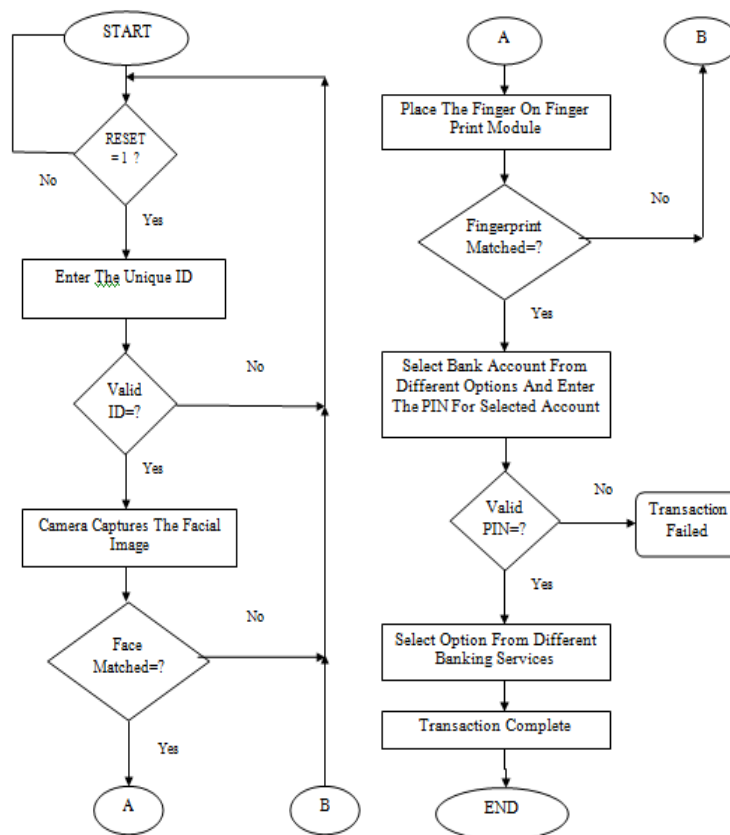 START
RESET
= 1 ?
No
Yes
Enter The Unique ID
Valid
ID=?
No
Yes
Camera Captures The Facial
Image
Face
Matched=?
No
Yes
A
B
A
B
Place The Finger On Finger
Print Module
Fingerprint
Matched=?
No
Yes
Select Bank Account From
Different Options And Enter
The PIN For Selected Account
Valid
PIN=?
No
Transaction
Failed
Yes
Select Option From Different
Banking Services
Transaction Complete
END